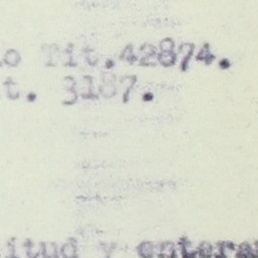 o Tit.42874.
t. 3187.
itud y entera